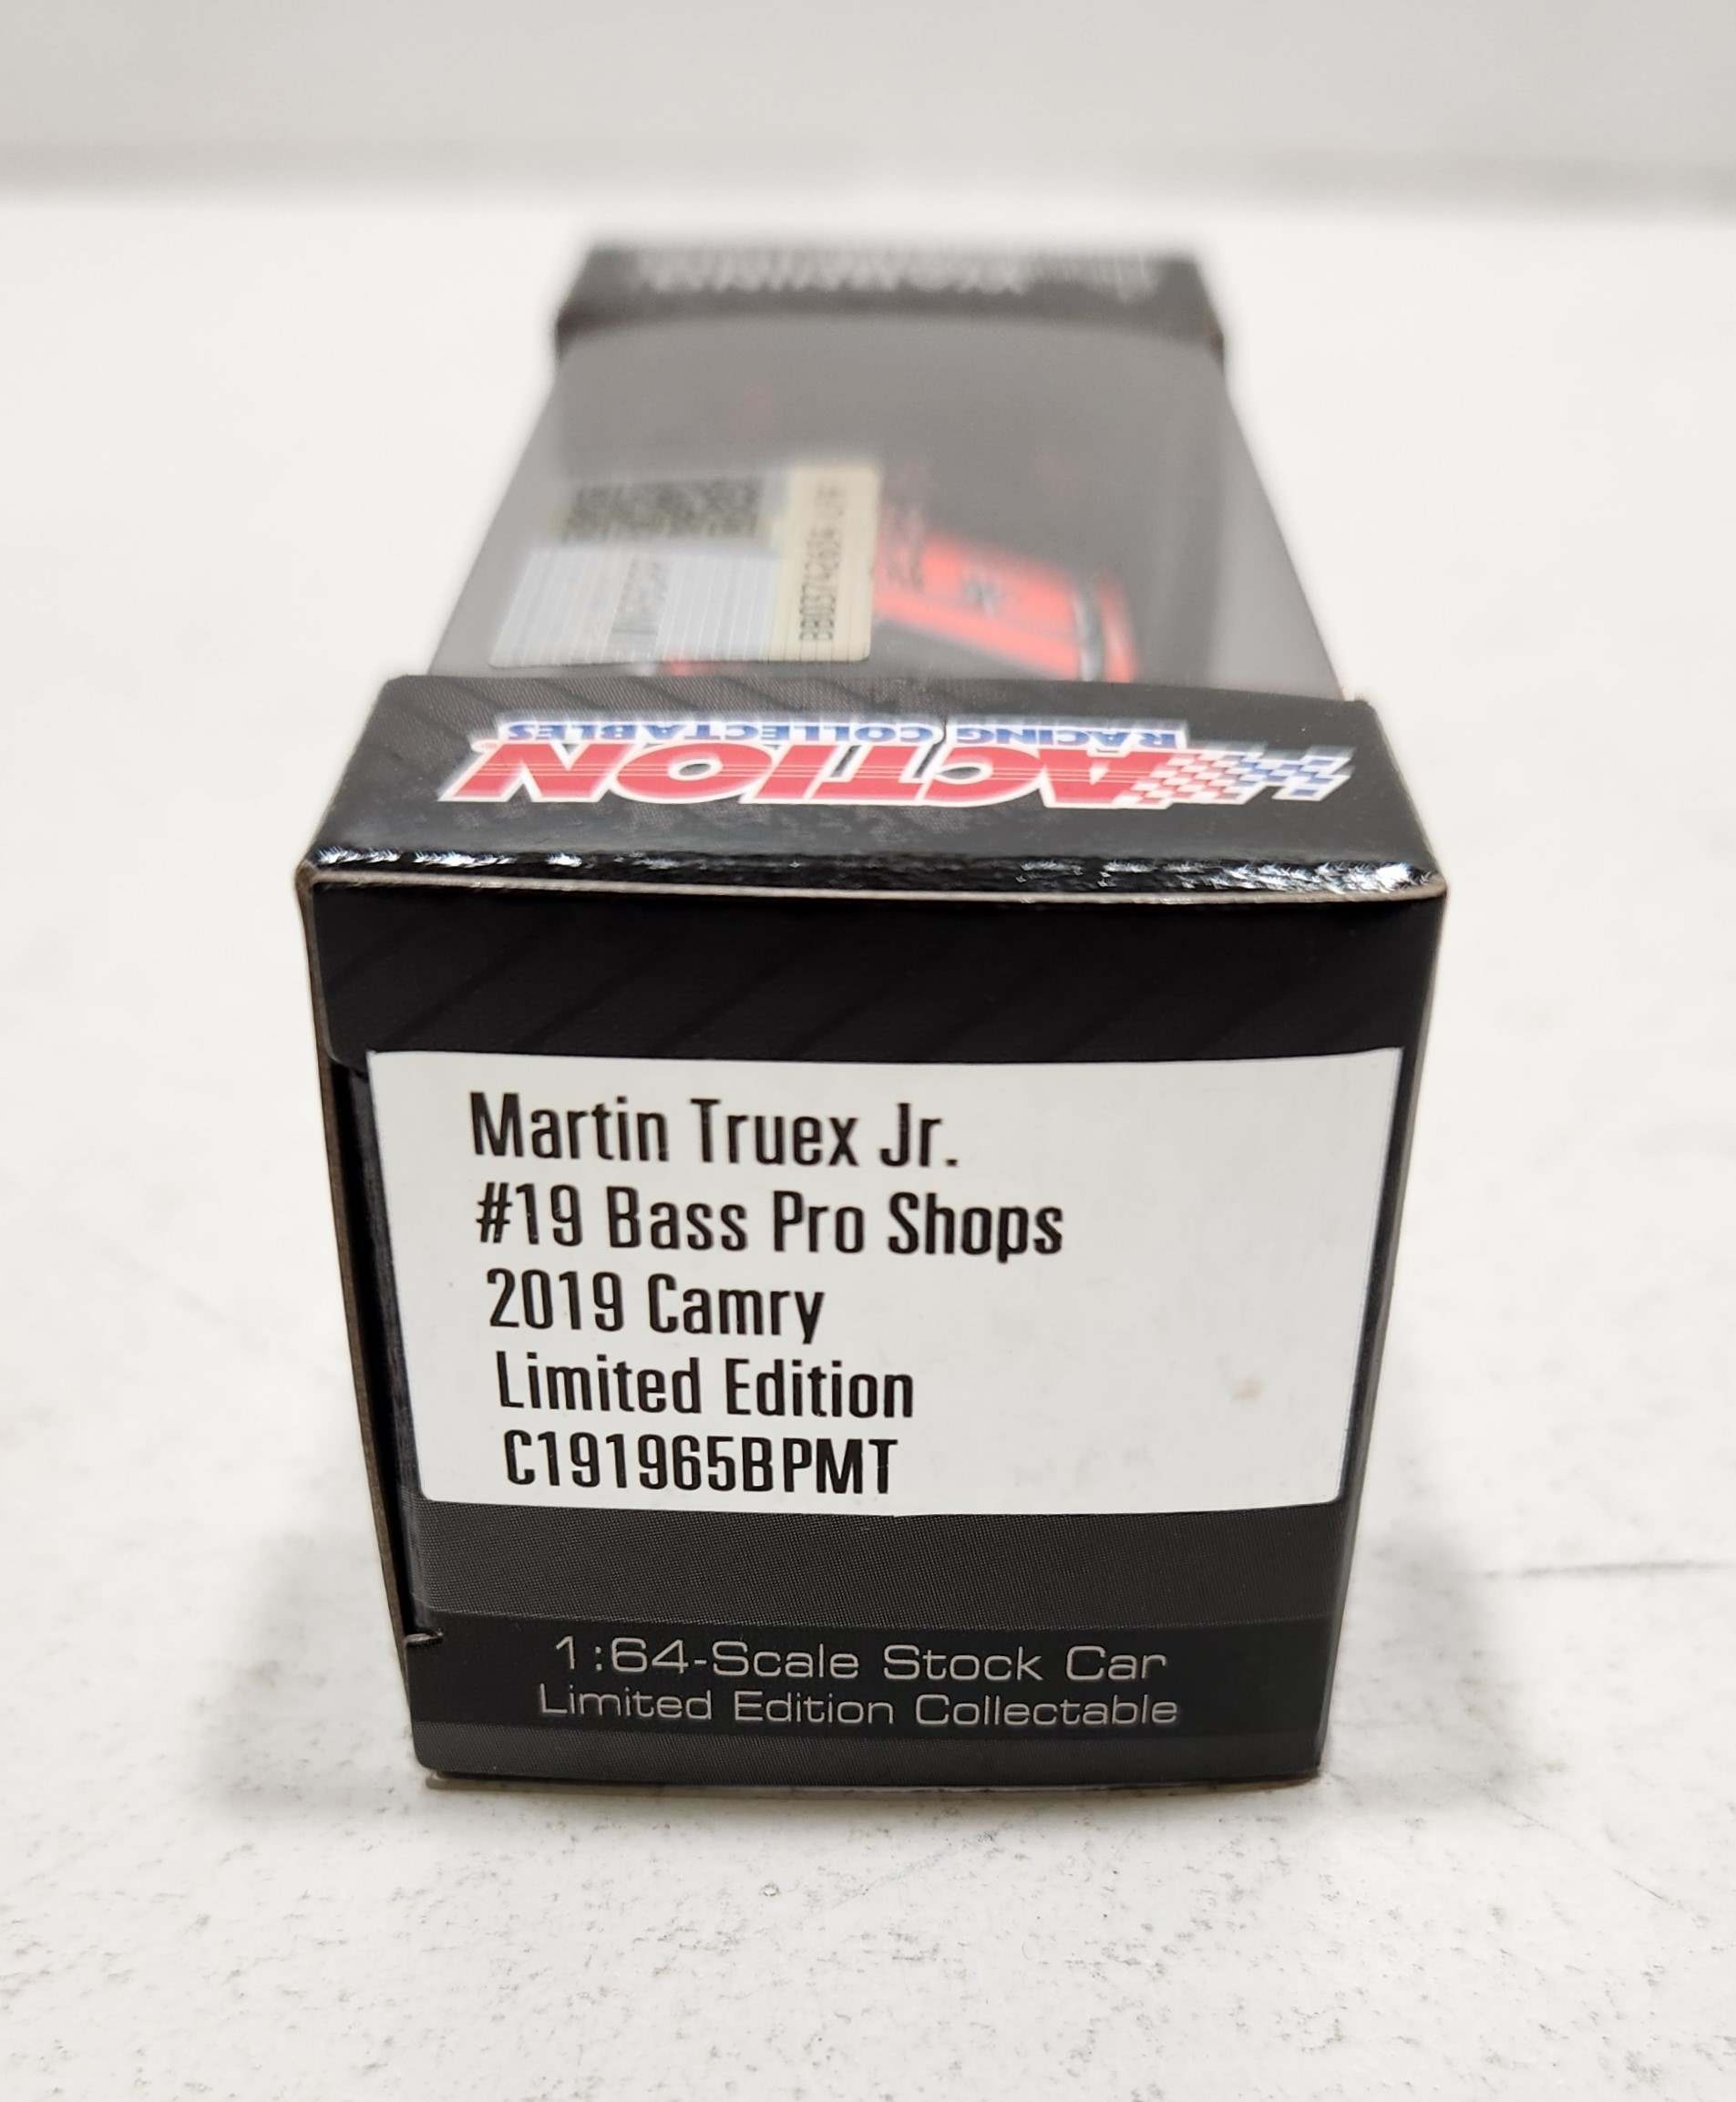 ACTION
RACING COLLECTABLES
Martin Truex Jr.
#19 Bass Pro Shops
2019 Camry
Limited Edition
C191965BPMT
1:64-Scale Stock Car
Limited Edition Collectable